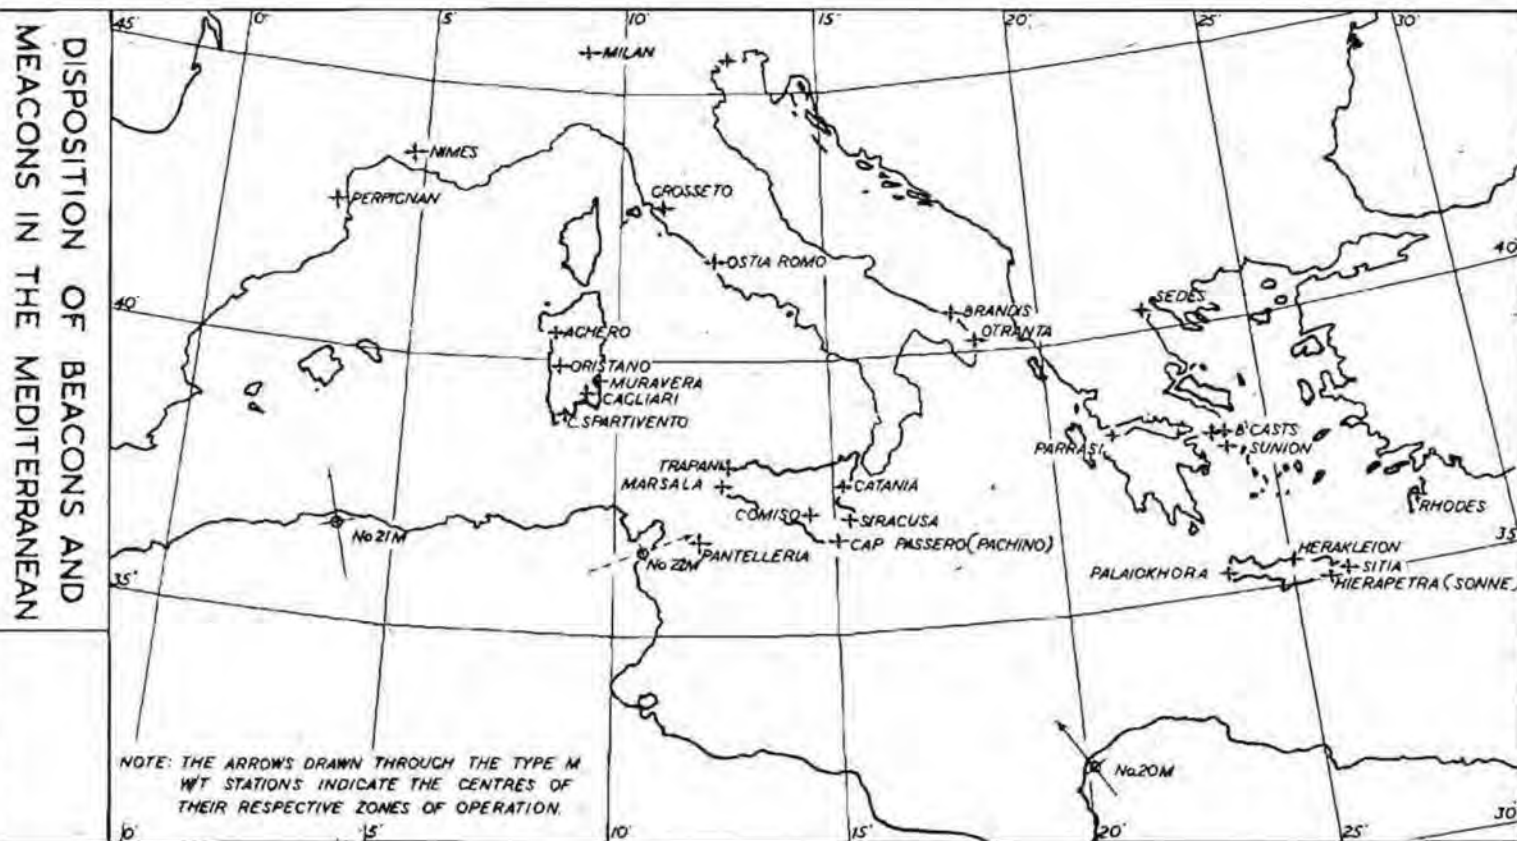 DISPOSITION OF BEACONS AND
MEACONS IN THE MEDITERRANEAN
45°
0°
5°
10°
15°
20°
25°
30°
MILAN
NIMES
PERPIGNAN
CROSSETO
OSTIA ROMO
BRANDIS
OTRANTA
SEDES
40°
40°
AGHERO
ORISTANO
MURAVERA
CAGLIARI
C. SPARTIVENTO
PARRASI
B'CASTS
SUNION
TRAPANI
MARSALA
CATANIA
COMISO
SIRACUSA
CAP PASSERO (PACHINO)
PANTELLERIA
No 21M
No 22M
RHODES
35°
35°
HERAKLEION
SITIA
PALAIOKHORA
HIERAPETRA (SONNE)
No 20M
NOTE: THE ARROWS DRAWN THROUGH THE TYPE M
W/T STATIONS INDICATE THE CENTRES OF
THEIR RESPECTIVE ZONES OF OPERATION.
0°
5°
10°
15°
20°
25°
30°